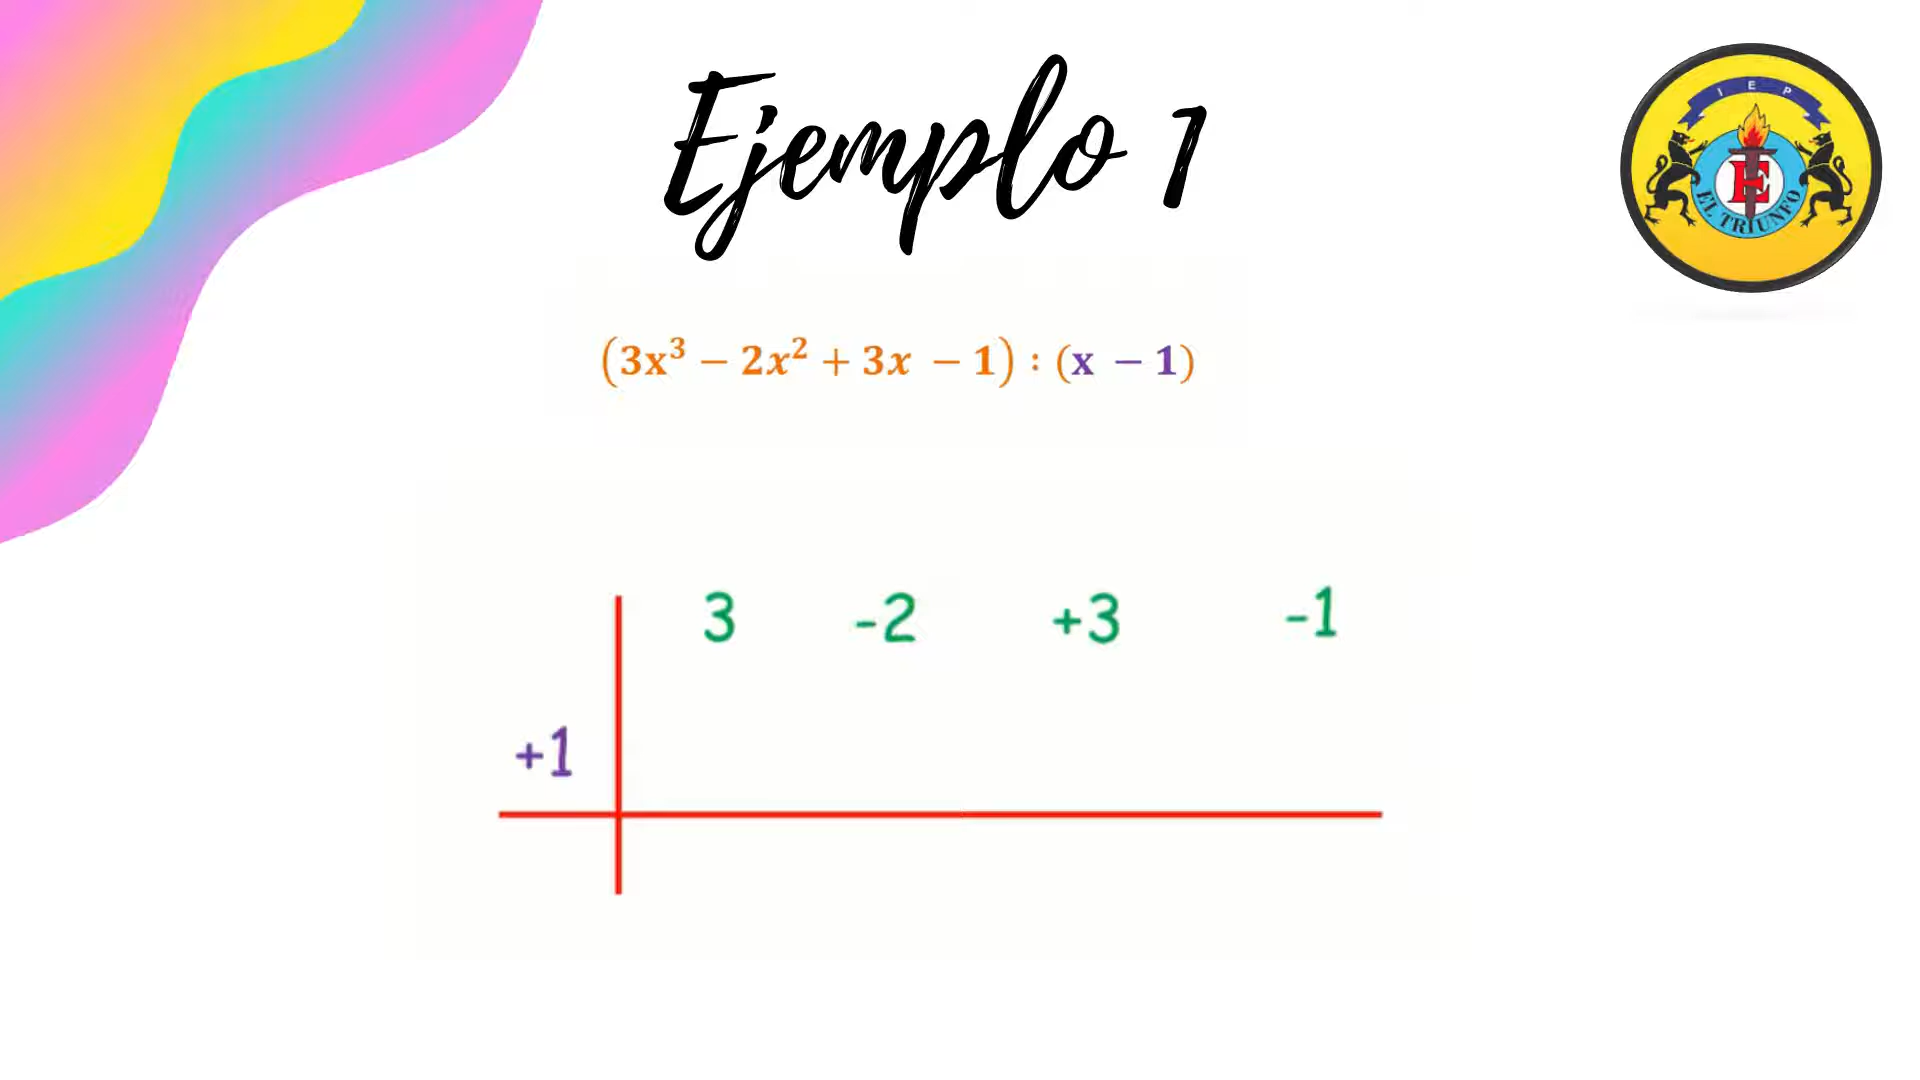 Ejemplo 1
I E P
E
EL TRIUNFO
(3x³ − 2x² + 3x − 1) : (x − 1)
3 -2 +3 -1
+1